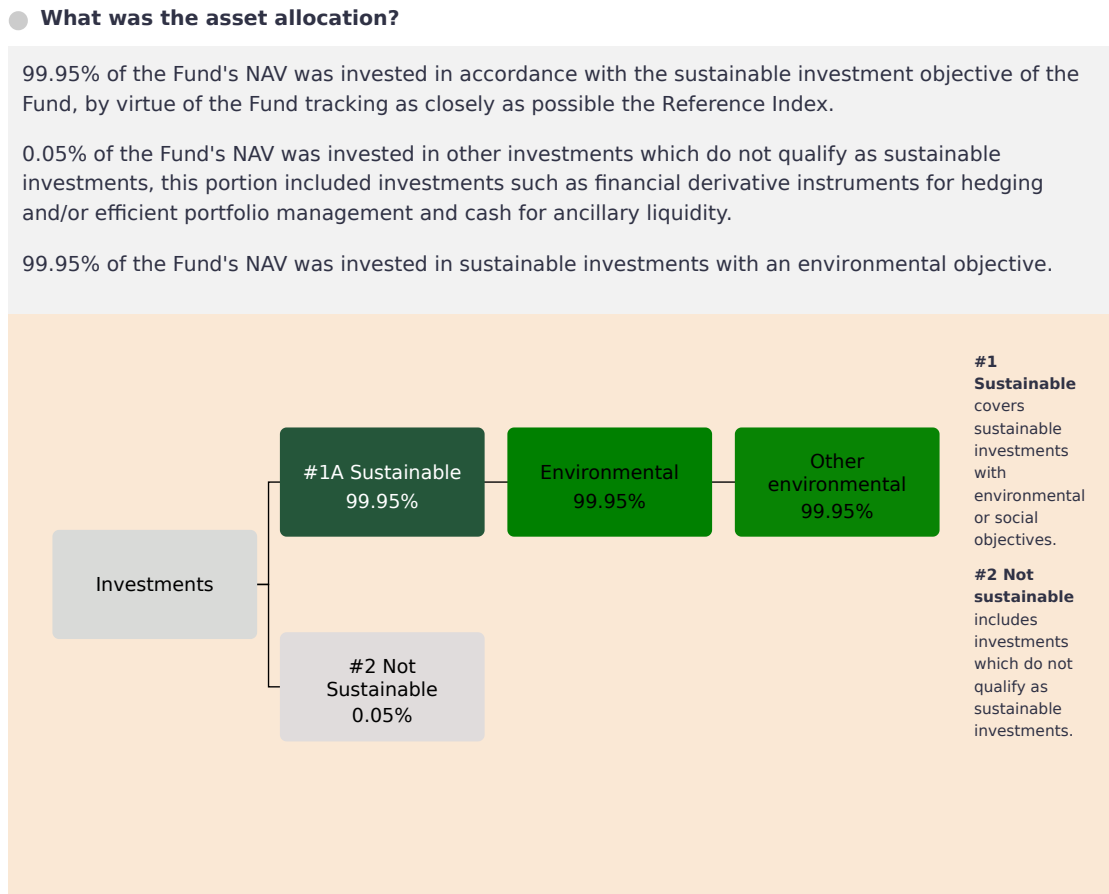 What was the asset allocation?
99.95% of the Fund's NAV was invested in accordance with the sustainable investment objective of the
Fund, by virtue of the Fund tracking as closely as possible the Reference Index.
0.05% of the Fund's NAV was invested in other investments which do not qualify as sustainable
investments, this portion included investments such as financial derivative instruments for hedging
and/or efficient portfolio management and cash for ancillary liquidity.
99.95% of the Fund's NAV was invested in sustainable investments with an environmental objective.
Investments
#1A Sustainable
99.95%
Environmental
99.95%
Other
environmental
99.95%
#2 Not
Sustainable
0.05%
#1
Sustainable
covers
sustainable
investments
with
environmental
or social
objectives.
#2 Not
sustainable
includes
investments
which do not
qualify as
sustainable
investments.